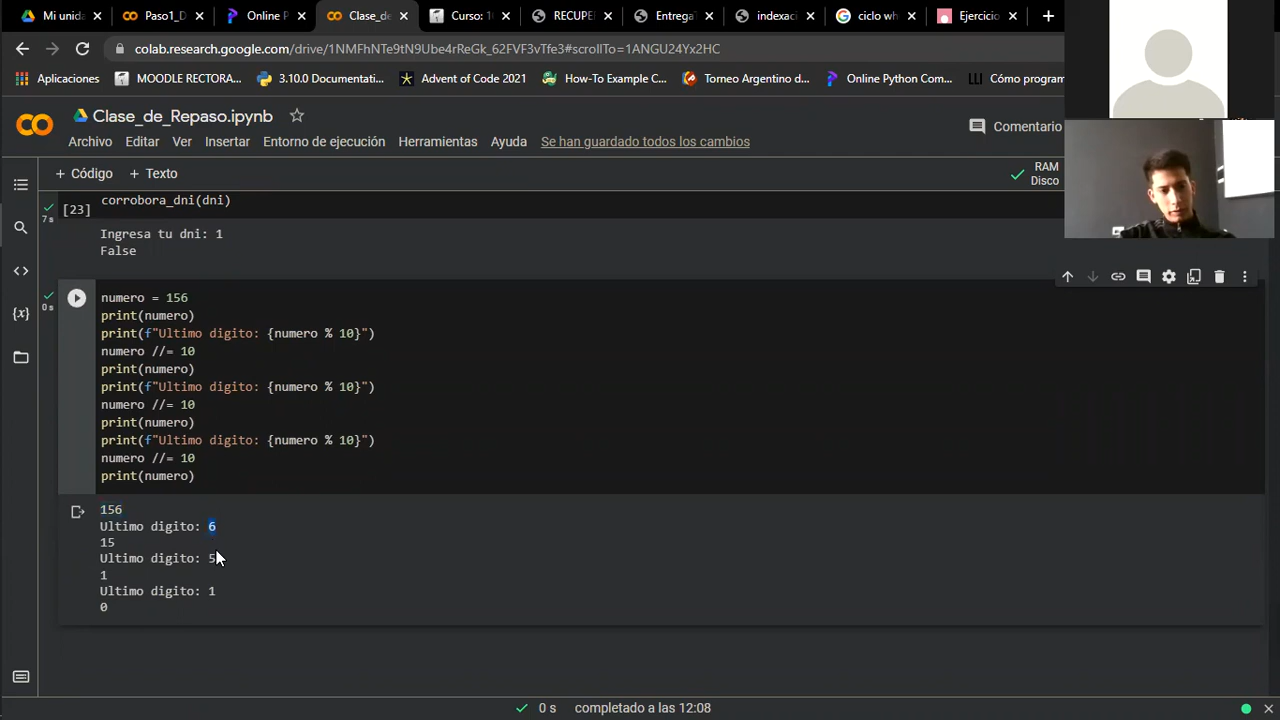 Mi unida
Paso1_D
Online P
Clase_de
Curso: 1
RECUPE
Entrega
indexaci
ciclo wh
Ejercicio
colab.research.google.com/drive/1NMFhNTe9tN9Ube4rReGk_62FVF3vTfe3#scrollTo=1ANGU24Yx2HC
Aplicaciones
MOODLE RECTORA...
3.10.0 Documentati...
Advent of Code 2021
How-To Example C...
Torneo Argentino d...
Online Python Com...
Cómo program
Clase_de_Repaso.ipynb
Comentario
Archivo Editar Ver Insertar Entorno de ejecución Herramientas Ayuda Se han guardado todos los cambios
+ Código + Texto
RAM
Disco
corrobora_dni(dni)
[23]
7s
Ingresa tu dni: 1
False
0s
numero = 156
print(numero)
print(f"Ultimo digito: {numero % 10}")
numero //= 10
print(numero)
print(f"Ultimo digito: {numero % 10}")
numero //= 10
print(numero)
print(f"Ultimo digito: {numero % 10}")
numero //= 10
print(numero)
156
Ultimo digito: 6
15
Ultimo digito: 5
1
Ultimo digito: 1
0
0 s completado a las 12:08